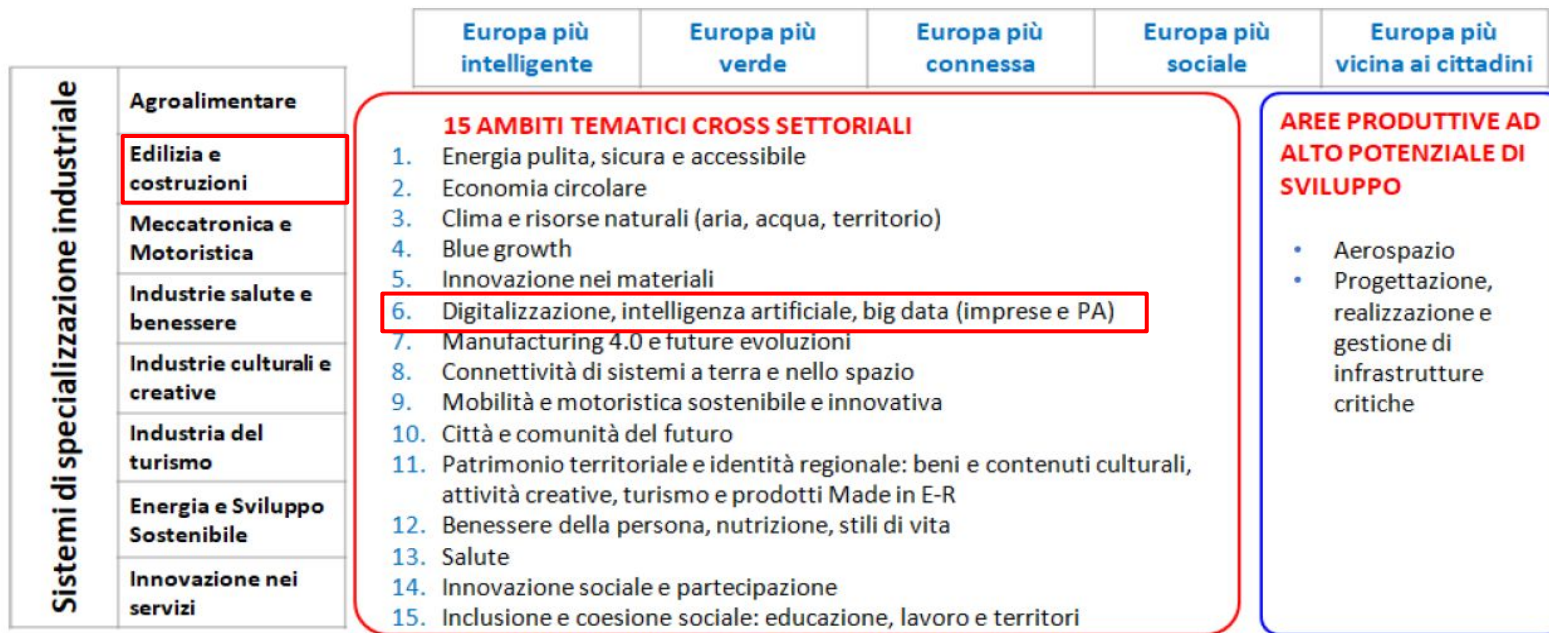 Europa più
intelligente
Europa più
verde
Europa più
connessa
Europa più
sociale
Europa più
vicina ai cittadini
Sistemi di specializzazione industriale
Agroalimentare
Edilizia e
costruzioni
Meccatronica e
Motoristica
Industrie salute e
benessere
Industrie culturali e
creative
Industria del
turismo
Energia e Sviluppo
Sostenibile
Innovazione nei
servizi
15 AMBITI TEMATICI CROSS SETTORIALI
1. Energia pulita, sicura e accessibile
2. Economia circolare
3. Clima e risorse naturali (aria, acqua, territorio)
4. Blue growth
5. Innovazione nei materiali
6. Digitalizzazione, intelligenza artificiale, big data (imprese e PA)
7. Manufacturing 4.0 e future evoluzioni
8. Connettività di sistemi a terra e nello spazio
9. Mobilità e motoristica sostenibile e innovativa
10. Città e comunità del futuro
11. Patrimonio territoriale e identità regionale: beni e contenuti culturali,
attività creative, turismo e prodotti Made in E-R
12. Benessere della persona, nutrizione, stili di vita
13. Salute
14. Innovazione sociale e partecipazione
15. Inclusione e coesione sociale: educazione, lavoro e territori
AREE PRODUTTIVE AD
ALTO POTENZIALE DI
SVILUPPO
• Aerospazio
• Progettazione,
realizzazione e
gestione di
infrastrutture
critiche